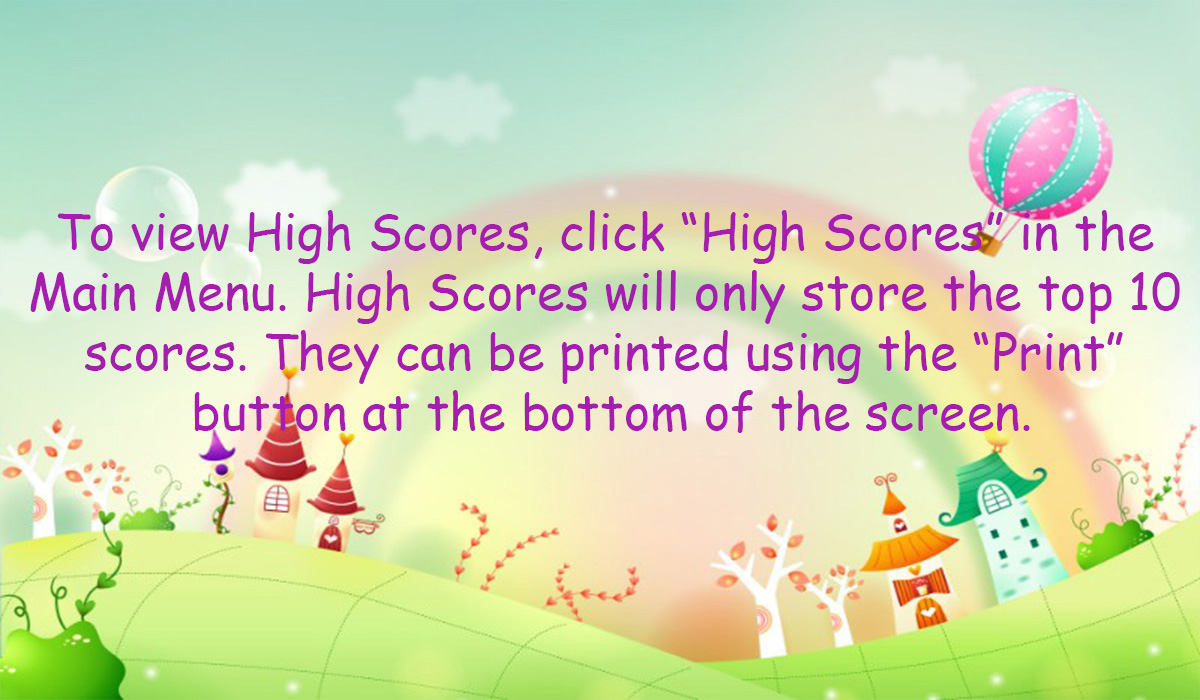 To view High Scores, click “High Scores” in the
Main Menu. High Scores will only store the top 10
scores. They can be printed using the “Print”
button at the bottom of the screen.